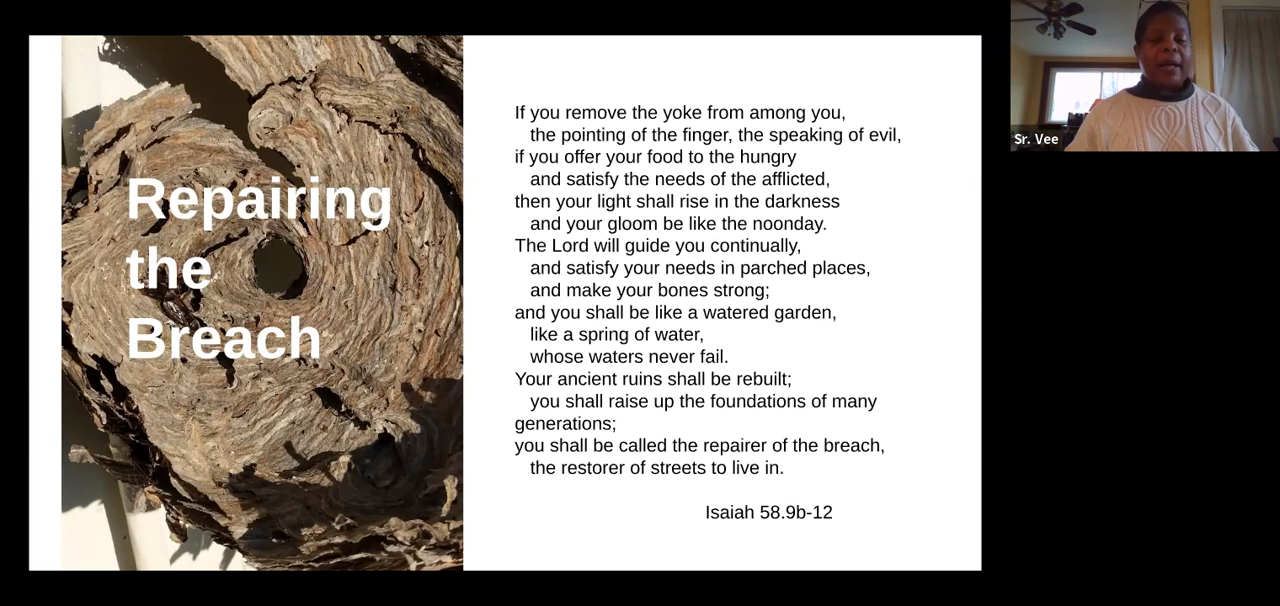 Repairing
the
Breach
If you remove the yoke from among you,
the pointing of the finger, the speaking of evil,
if you offer your food to the hungry
and satisfy the needs of the afflicted,
then your light shall rise in the darkness
and your gloom be like the noonday.
The Lord will guide you continually,
and satisfy your needs in parched places,
and make your bones strong;
and you shall be like a watered garden,
like a spring of water,
whose waters never fail.
Your ancient ruins shall be rebuilt;
you shall raise up the foundations of many
generations;
you shall be called the repairer of the breach,
the restorer of streets to live in.
Isaiah 58.9b-12
Sr. Vee